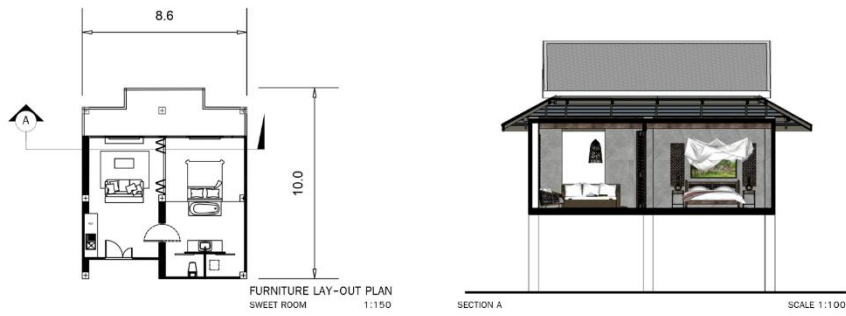 8.6
A
10.0
FURNITURE LAY-OUT PLAN
SWEET ROOM 1:150
SECTION A SCALE 1:100